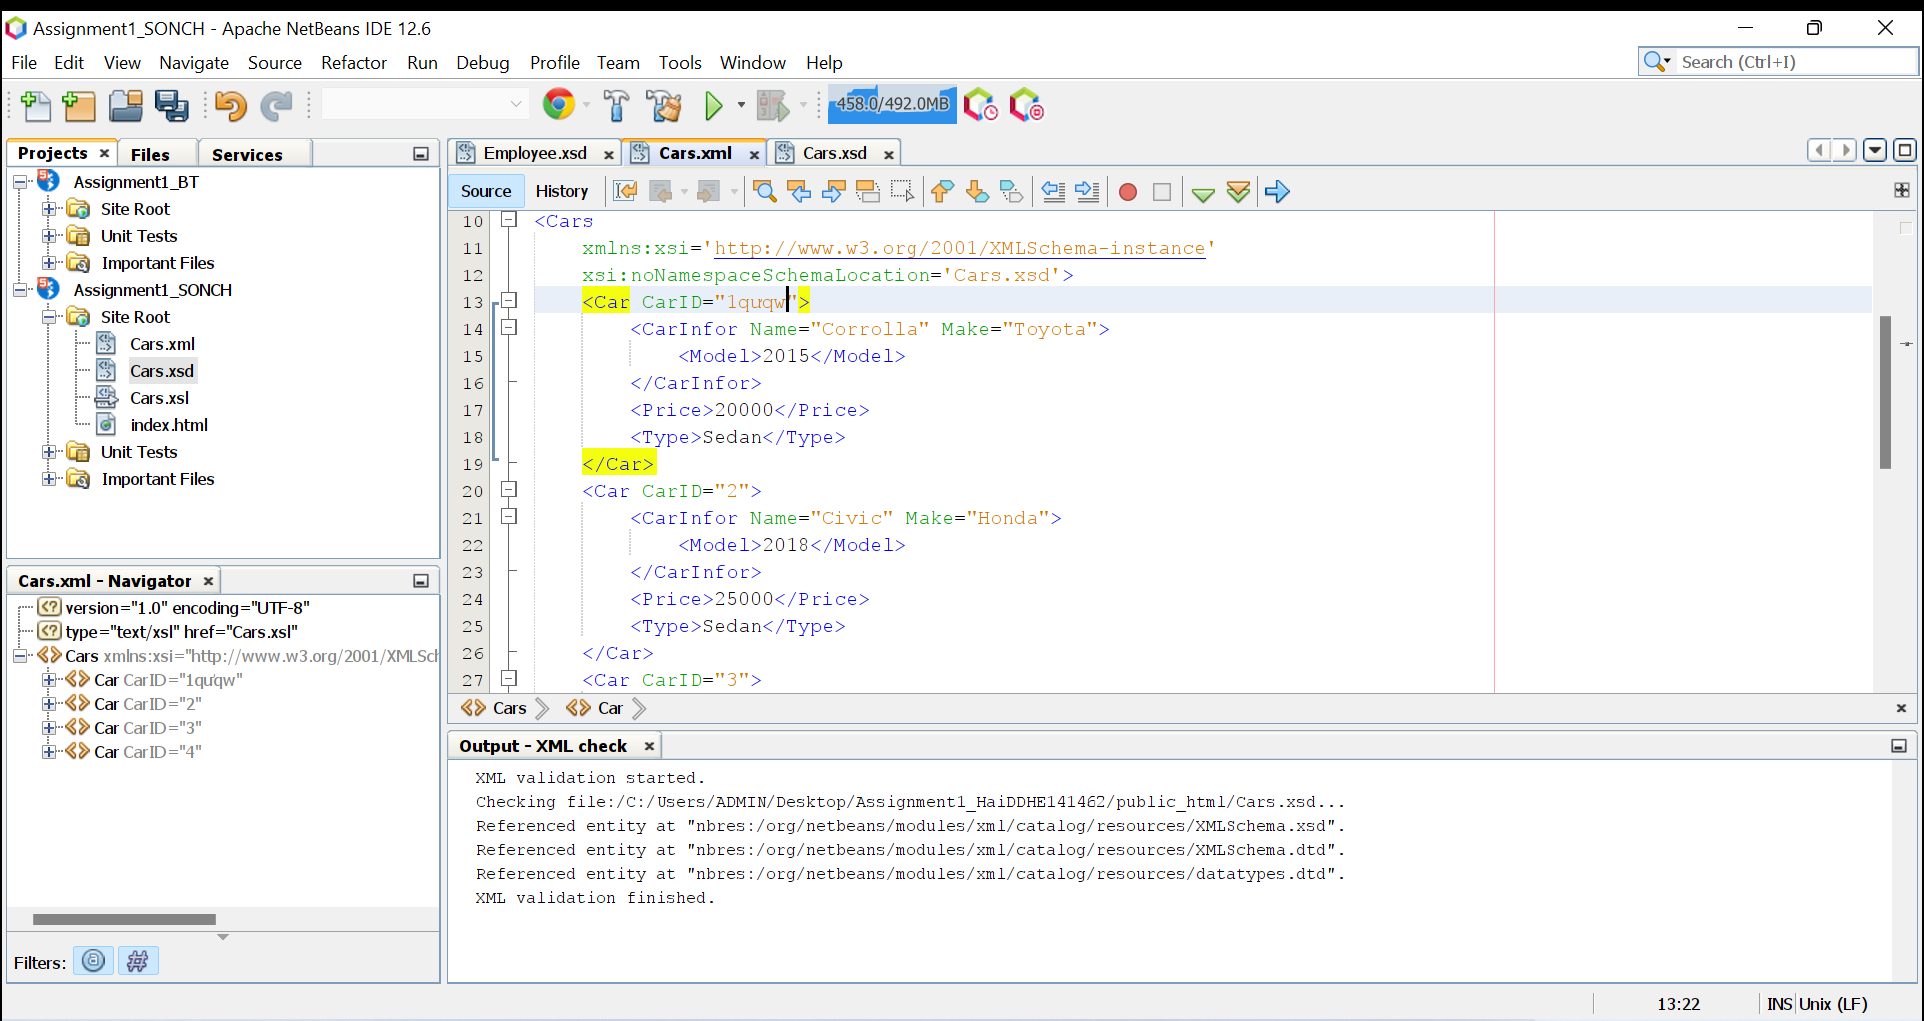 Assignment1_SONCH - Apache NetBeans IDE 12.6
File Edit View Navigate Source Refactor Run Debug Profile Team Tools Window Help
Search (Ctrl+I)
458.0/492.0MB
Projects Files Services
Assignment1_BT
Site Root
Unit Tests
Important Files
Assignment1_SONCH
Site Root
Cars.xml
Cars.xsd
Cars.xsl
index.html
Unit Tests
Important Files
Cars.xml - Navigator
version="1.0" encoding="UTF-8"
type="text/xsl" href="Cars.xsl"
Cars xmlns:xsi="http://www.w3.org/2001/XMLSch
Car CarID="1qưqw"
Car CarID="2"
Car CarID="3"
Car CarID="4"
Filters:
Employee.xsd Cars.xml Cars.xsd
Source History
10 <Cars
11 xmlns:xsi='http://www.w3.org/2001/XMLSchema-instance'
12 xsi:noNamespaceSchemaLocation='Cars.xsd'>
13 <Car CarID="1qưqw">
14 <CarInfor Name="Corrolla" Make="Toyota">
15 <Model>2015</Model>
16 </CarInfor>
17 <Price>20000</Price>
18 <Type>Sedan</Type>
19 </Car>
20 <Car CarID="2">
21 <CarInfor Name="Civic" Make="Honda">
22 <Model>2018</Model>
23 </CarInfor>
24 <Price>25000</Price>
25 <Type>Sedan</Type>
26 </Car>
27 <Car CarID="3">
Cars Car
Output - XML check
XML validation started.
Checking file:/C:/Users/ADMIN/Desktop/Assignment1_HaiDDHE141462/public_html/Cars.xsd...
Referenced entity at "nbres:/org/netbeans/modules/xml/catalog/resources/XMLSchema.xsd".
Referenced entity at "nbres:/org/netbeans/modules/xml/catalog/resources/XMLSchema.dtd".
Referenced entity at "nbres:/org/netbeans/modules/xml/catalog/resources/datatypes.dtd".
XML validation finished.
13:22 INS Unix (LF)